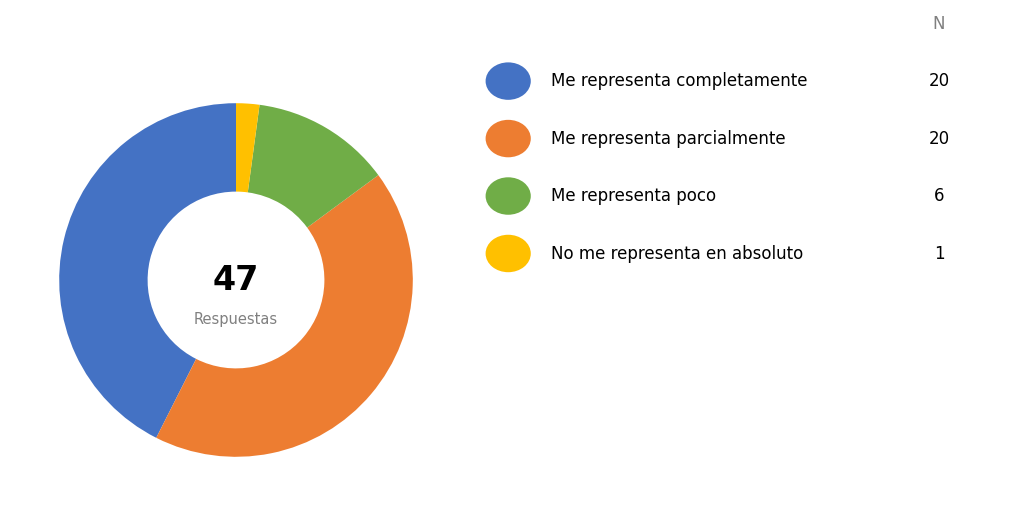 N
Me representa completamente 20
Me representa parcialmente 20
Me representa poco 6
No me representa en absoluto 1
47
Respuestas